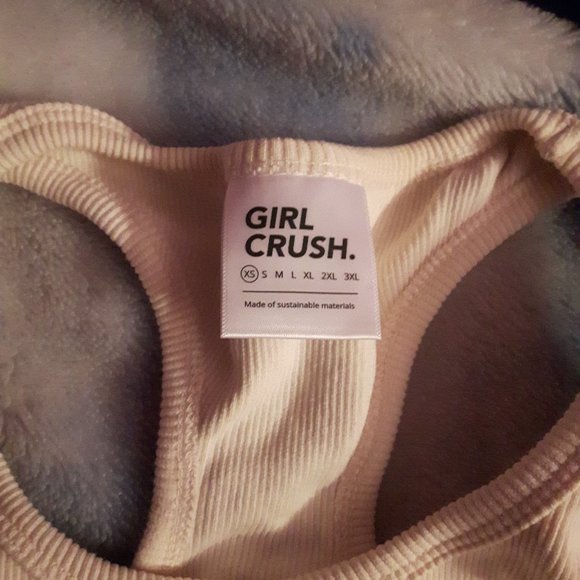 GIRL
CRUSH.
XS S M L XL 2XL 3XL
Made of sustainable materials